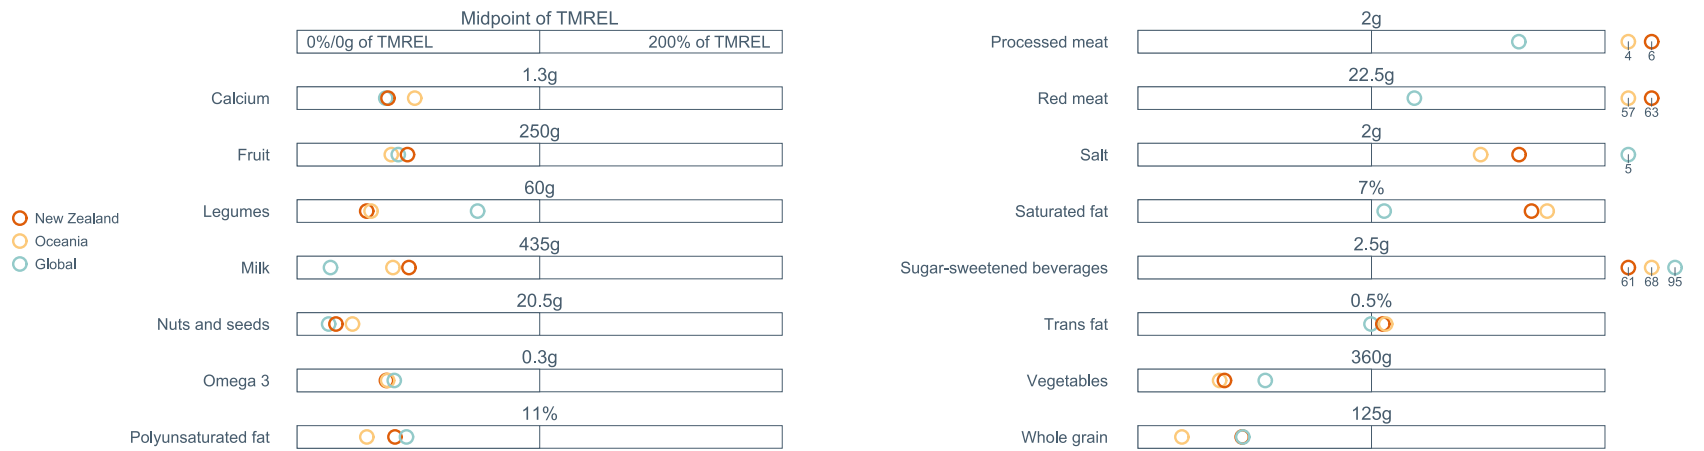 Midpoint of TMREL
0%/0g of TMREL
200% of TMREL
1.3g
Calcium
250g
Fruit
60g
Legumes
435g
Milk
20.5g
Nuts and seeds
0.3g
Omega 3
11%
Polyunsaturated fat
New Zealand
Oceania
Global
2g
Processed meat
4 6
22.5g
Red meat
57 63
2g
Salt
5
7%
Saturated fat
2.5g
Sugar-sweetened beverages
61 68 95
0.5%
Trans fat
360g
Vegetables
125g
Whole grain